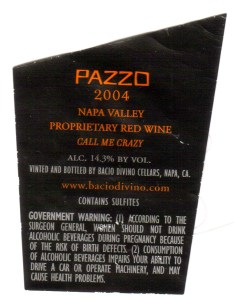 PAZZO
2004
NAPA VALLEY
PROPRIETARY RED WINE
CALL ME CRAZY
ALC. 14.3% BY VOL.
VINTED AND BOTTLED BY BACIO DIVINO CELLARS, NAPA, CA.
www.baciodivino.com
CONTAINS SULFITES
GOVERNMENT WARNING: (1) ACCORDING TO THE
SURGEON GENERAL, WOMEN SHOULD NOT DRINK
ALCOHOLIC BEVERAGES DURING PREGNANCY BECAUSE
OF THE RISK OF BIRTH DEFECTS. (2) CONSUMPTION
OF ALCOHOLIC BEVERAGES IMPAIRS YOUR ABILITY TO
DRIVE A CAR OR OPERATE MACHINERY, AND MAY
CAUSE HEALTH PROBLEMS.